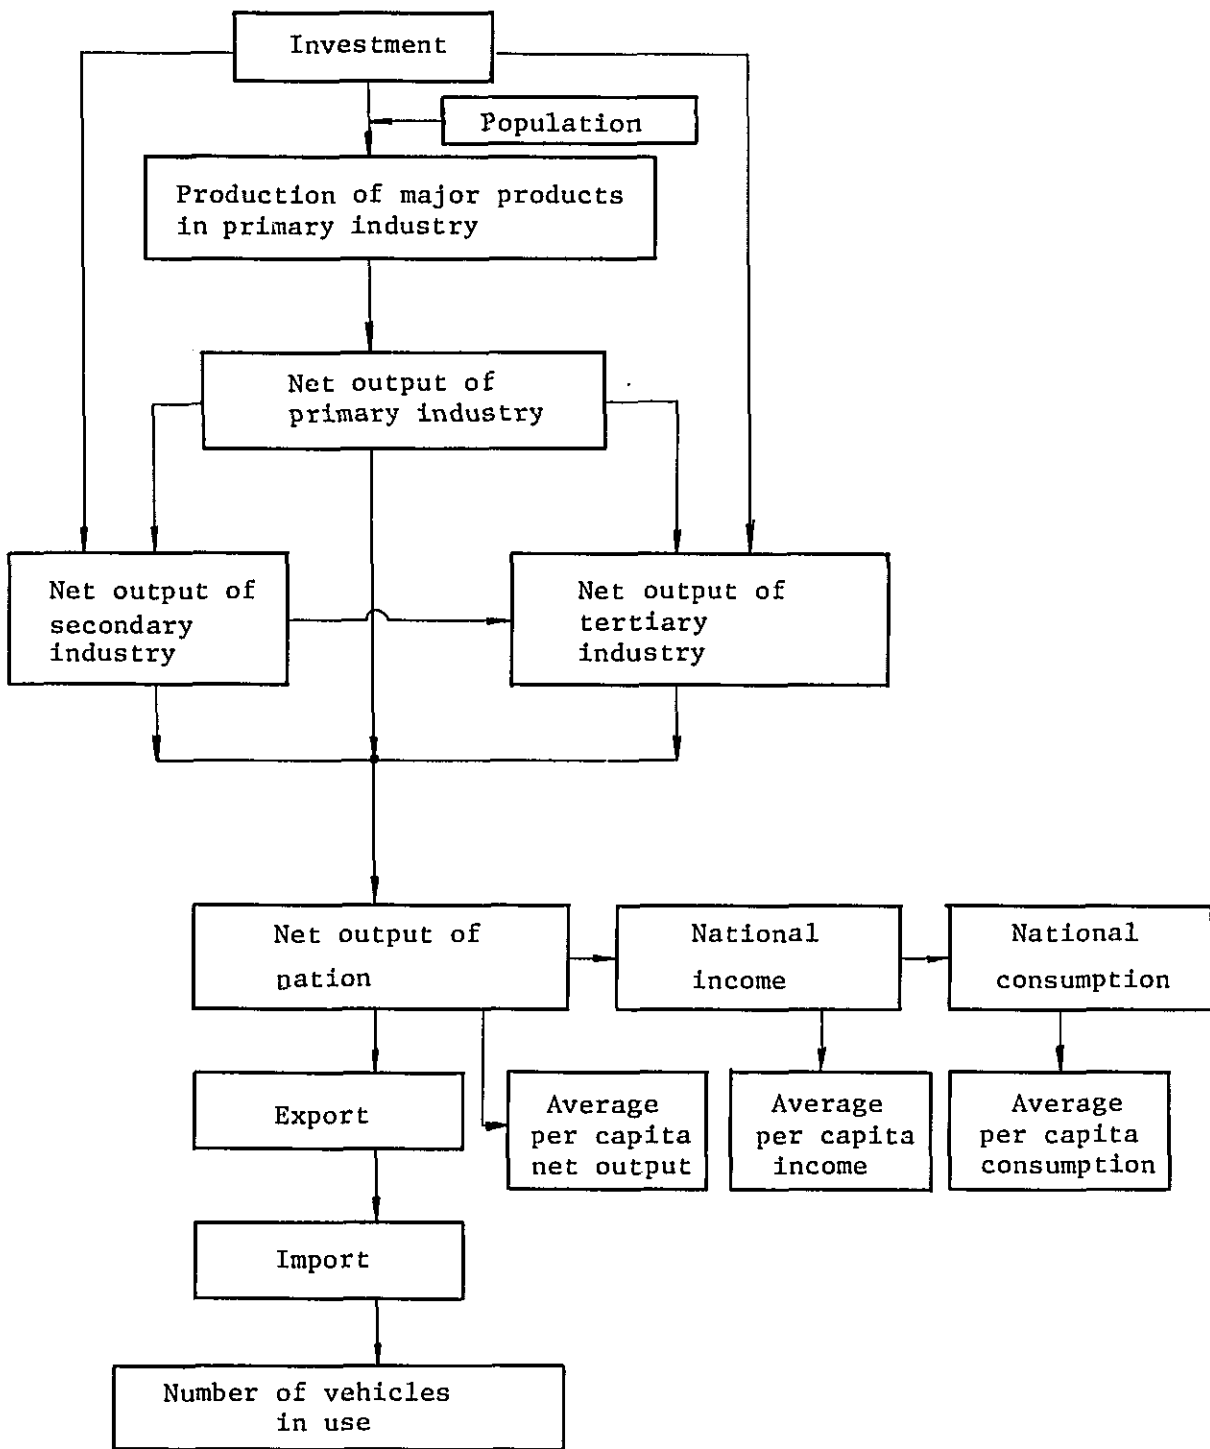 Investment
Population
Production of major products
in primary industry
Net output of
primary industry
Net output of
secondary
industry
Net output of
tertiary
industry
Net output of
nation
National
income
National
consumption
Export
Average
per capita
net output
Average
per capita
income
Average
per capita
consumption
Import
Number of vehicles
in use